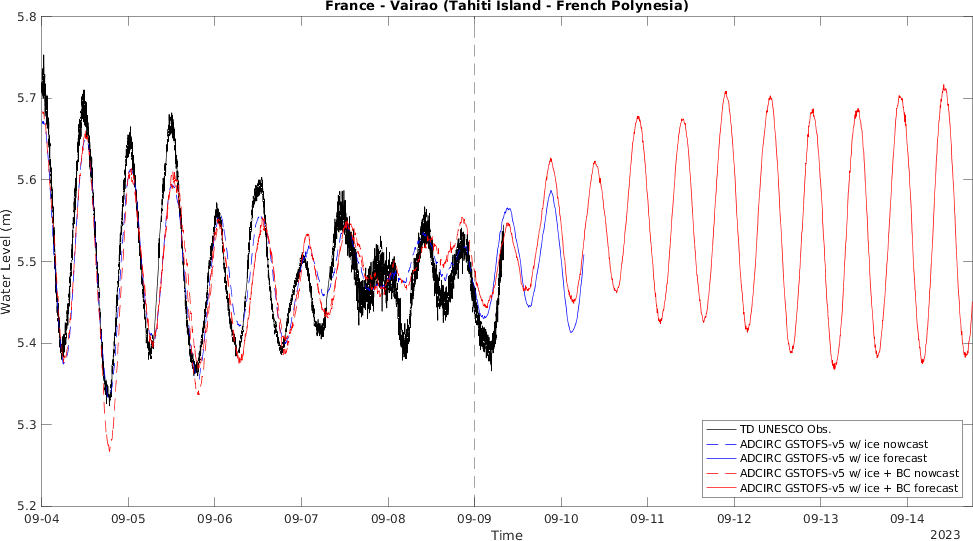 France - Vairao (Tahiti Island - French Polynesia)
5.8
5.7
5.6
5.5
5.4
5.3
5.2
Water Level (m)
09-04 09-05 09-06 09-07 09-08 09-09 09-10 09-11 09-12 09-13 09-14
Time
2023
TD UNESCO Obs.
ADCIRC GSTOFS-v5 w/ ice nowcast
ADCIRC GSTOFS-v5 w/ ice forecast
ADCIRC GSTOFS-v5 w/ ice + BC nowcast
ADCIRC GSTOFS-v5 w/ ice + BC forecast